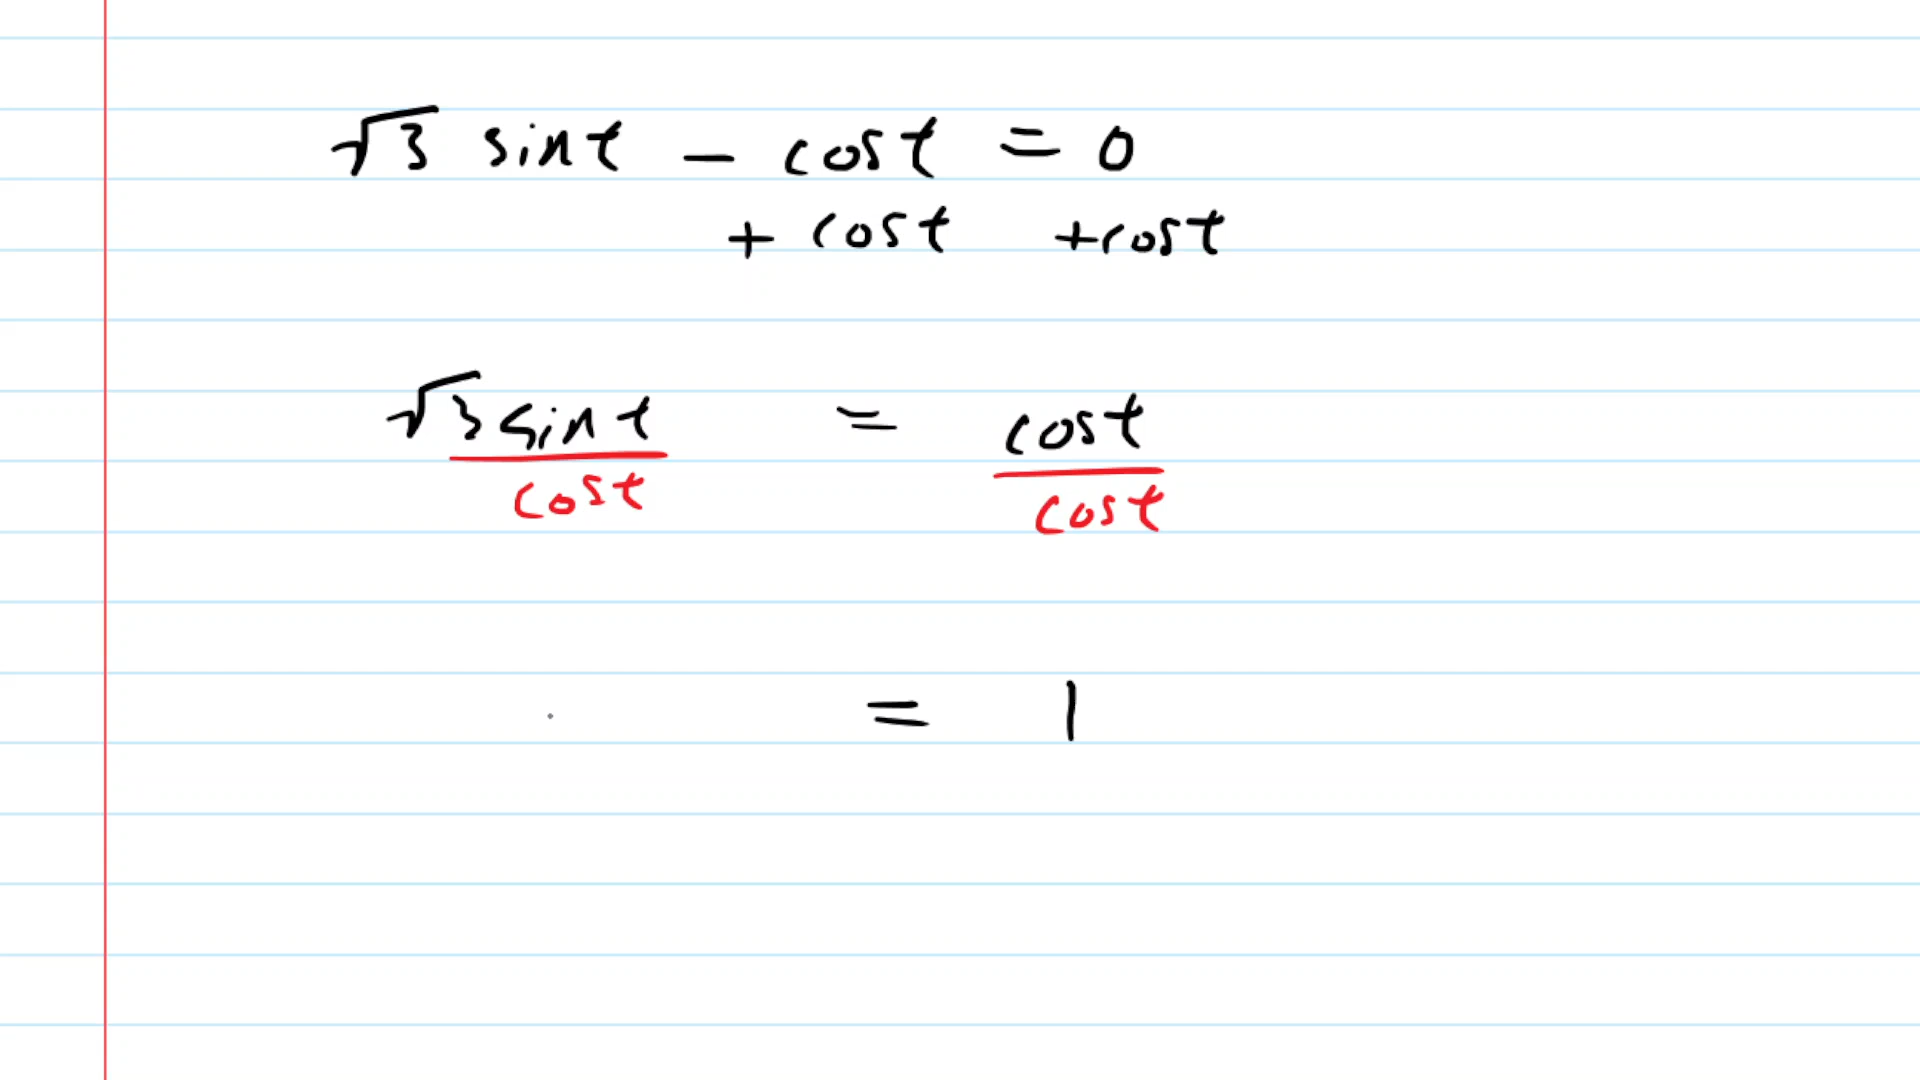 √3 sint − cost = 0
+ cost +cost
√3 sint = cost
cost cost
= 1